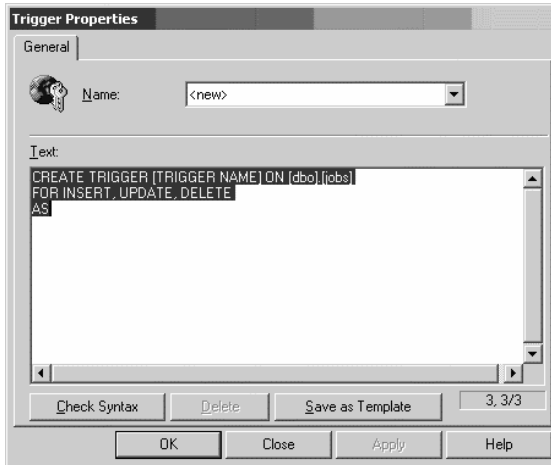 Trigger Properties
General
Name:
<new>
Text:
CREATE TRIGGER [TRIGGER NAME] ON [dbo].[jobs]
FOR INSERT, UPDATE, DELETE
AS
Check Syntax
Delete
Save as Template
3, 3/3
OK
Close
Apply
Help